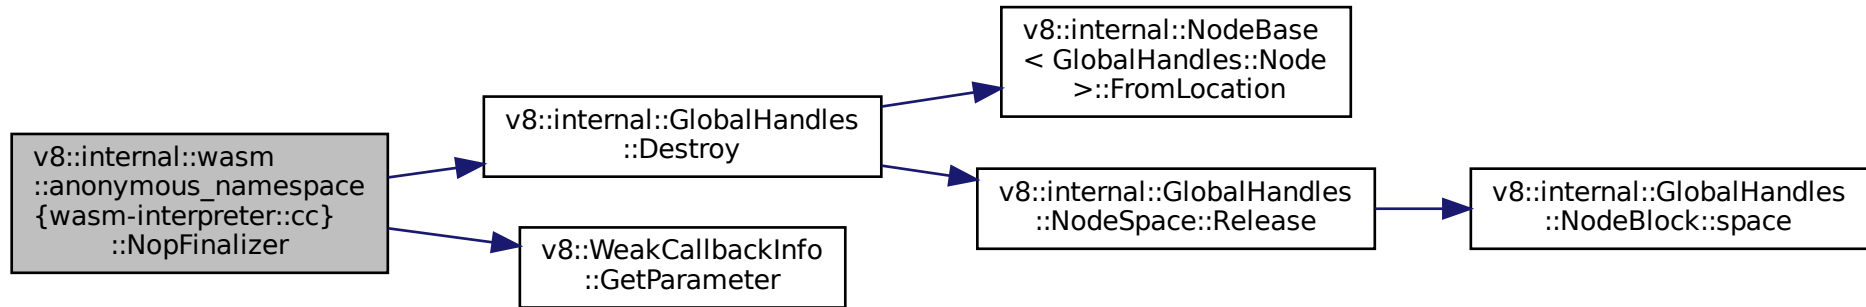 v8::internal::wasm
::anonymous_namespace
{wasm-interpreter::cc}
::NopFinalizer
v8::internal::GlobalHandles
::Destroy
v8::internal::NodeBase
< GlobalHandles::Node
>::FromLocation
v8::internal::GlobalHandles
::NodeSpace::Release
v8::internal::GlobalHandles
::NodeBlock::space
v8::WeakCallbackInfo
::GetParameter